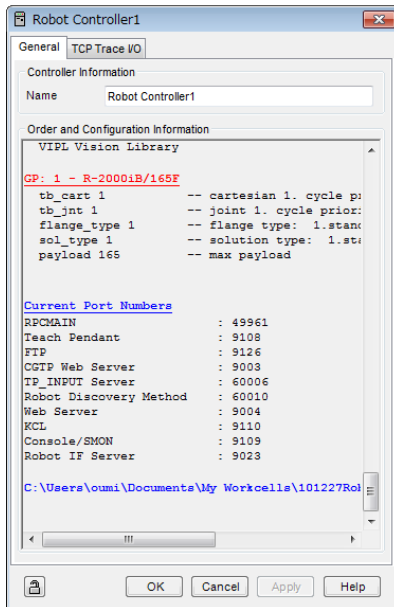 Robot Controller1
General TCP Trace I/O
Controller Information
Name Robot Controller1
Order and Configuration Information
VIPL Vision Library
GP: 1 - R-2000iB/165F
tb_cart 1 -- cartesian 1. cycle
tb_jnt 1 -- joint 1. cycle
flange_type 1 -- flange type: 1.
sol_type 1 -- solution type: 1.
payload 165 -- max payload
Current Port Numbers
RPCMAIN : 49961
Teach Pendant : 9108
FTP : 9126
CGTP Web Server : 9003
TP_INPUT Server : 60006
Robot Discovery Method : 60010
Web Server : 9004
KCL : 9110
Console/SMON : 9109
Robot IF Server : 9023
C:\Users\oumi\Documents\My Workcells\101227Ro
OK Cancel Apply Help